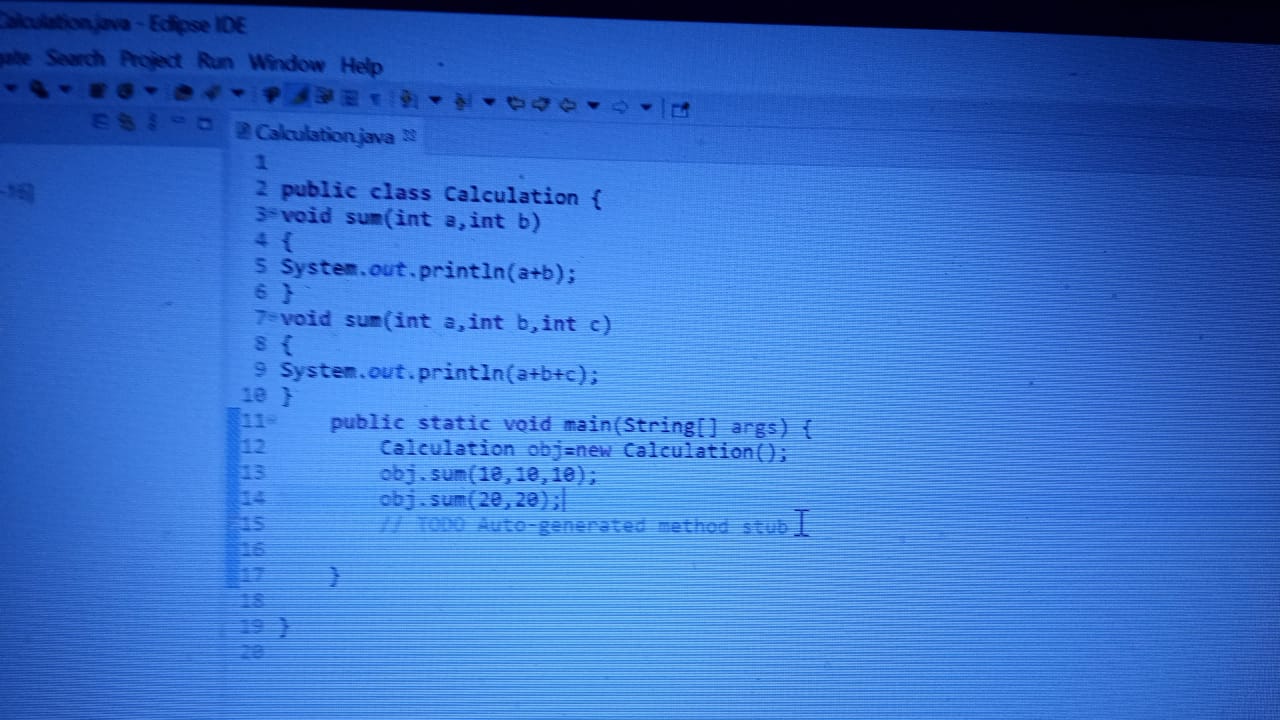 Calculation.java - Eclipse IDE
Search Project Run Window Help
Calculation.java
1
2 public class Calculation {
3 void sum(int a,int b)
4 {
5 System.out.println(a+b);
6 }
7 void sum(int a,int b,int c)
8 {
9 System.out.println(a+b+c);
10 }
11 public static void main(String[] args) {
12 Calculation obj=new Calculation();
13 obj.sum(10,10,10);
14 obj.sum(20,20);
15 // TODO Auto-generated method stub
16
17 }
18
19 }
20